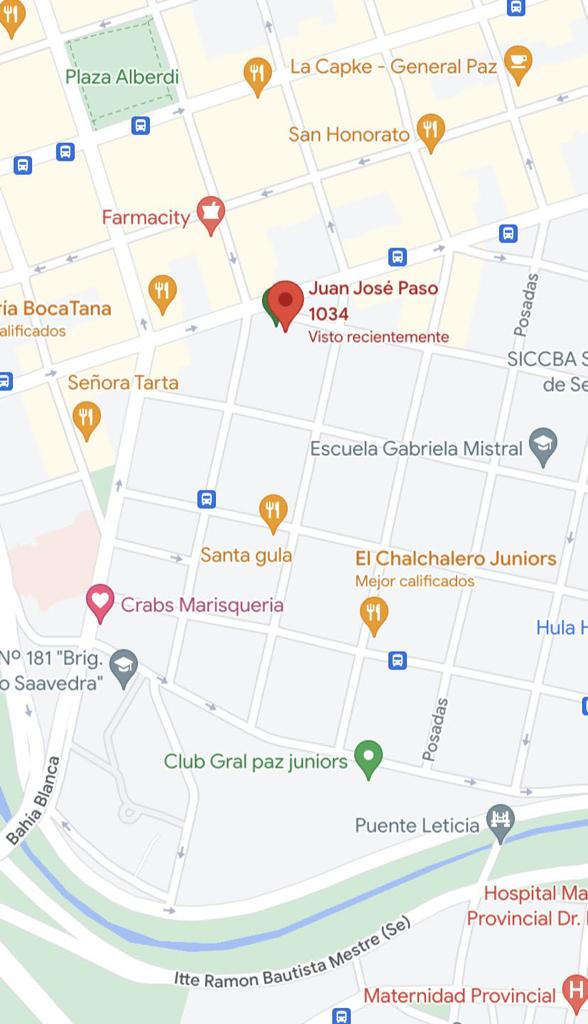 Plaza Alberdi
La Capke - General Paz
San Honorato
Farmacity
Posadas
ría BocaTana
alificados
Juan José Paso
1034
Visto recientemente
SICCBA S
de Se
Señora Tarta
Escuela Gabriela Mistral
Santa gula
El Chalchalero Juniors
Mejor calificados
Crabs Marisqueria
Hula H
Nº 181 "Brig.
o Saavedra"
Posadas
Club Gral paz juniors
Bahía Blanca
Puente Leticia
Hospital Ma
Provincial Dr.
Itte Ramon Bautista Mestre (Se)
Maternidad Provincial
H